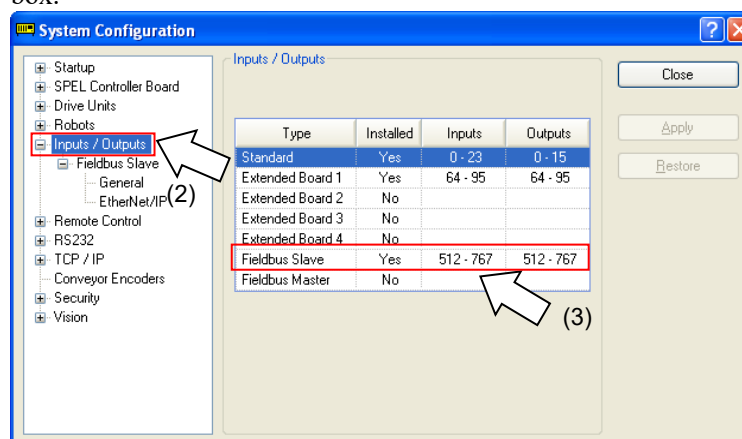 box.
System Configuration
Startup
SPEL Controller Board
Drive Units
Robots
Inputs / Outputs
Fieldbus Slave
General
EtherNet/IP
(2)
Remote Control
RS232
TCP / IP
Conveyor Encoders
Security
Vision
Inputs / Outputs
Type Installed Inputs Outputs
Standard Yes 0 - 23 0 - 15
Extended Board 1 Yes 64 - 95 64 - 95
Extended Board 2 No
Extended Board 3 No
Extended Board 4 No
Fieldbus Slave Yes 512 - 767 512 - 767
Fieldbus Master No
(3)
Close
Apply
Restore